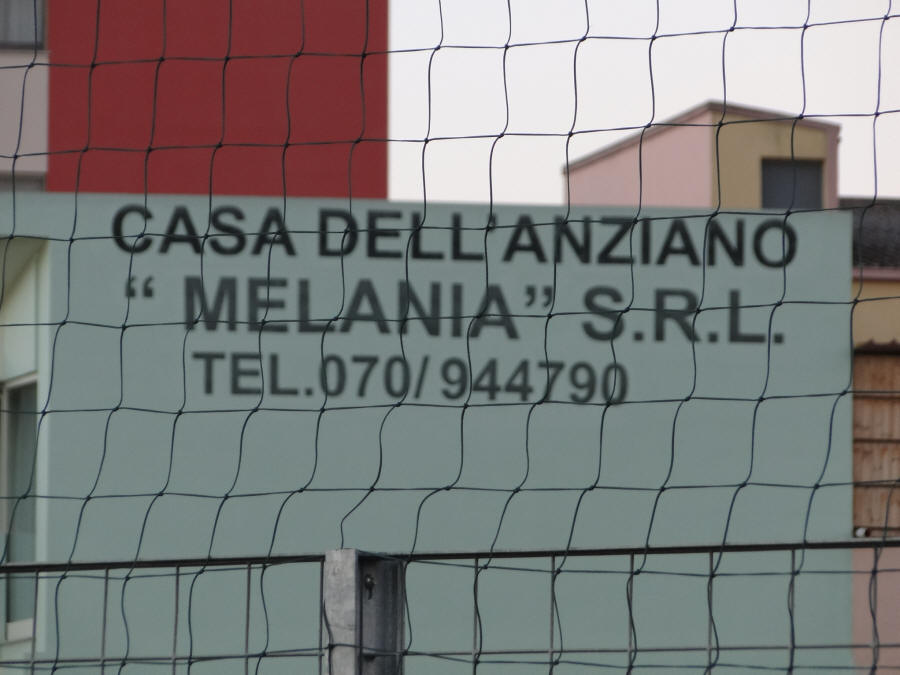 CASA DELL'ANZIANO
“ MELANIA” S.R.L.
TEL.070/944790